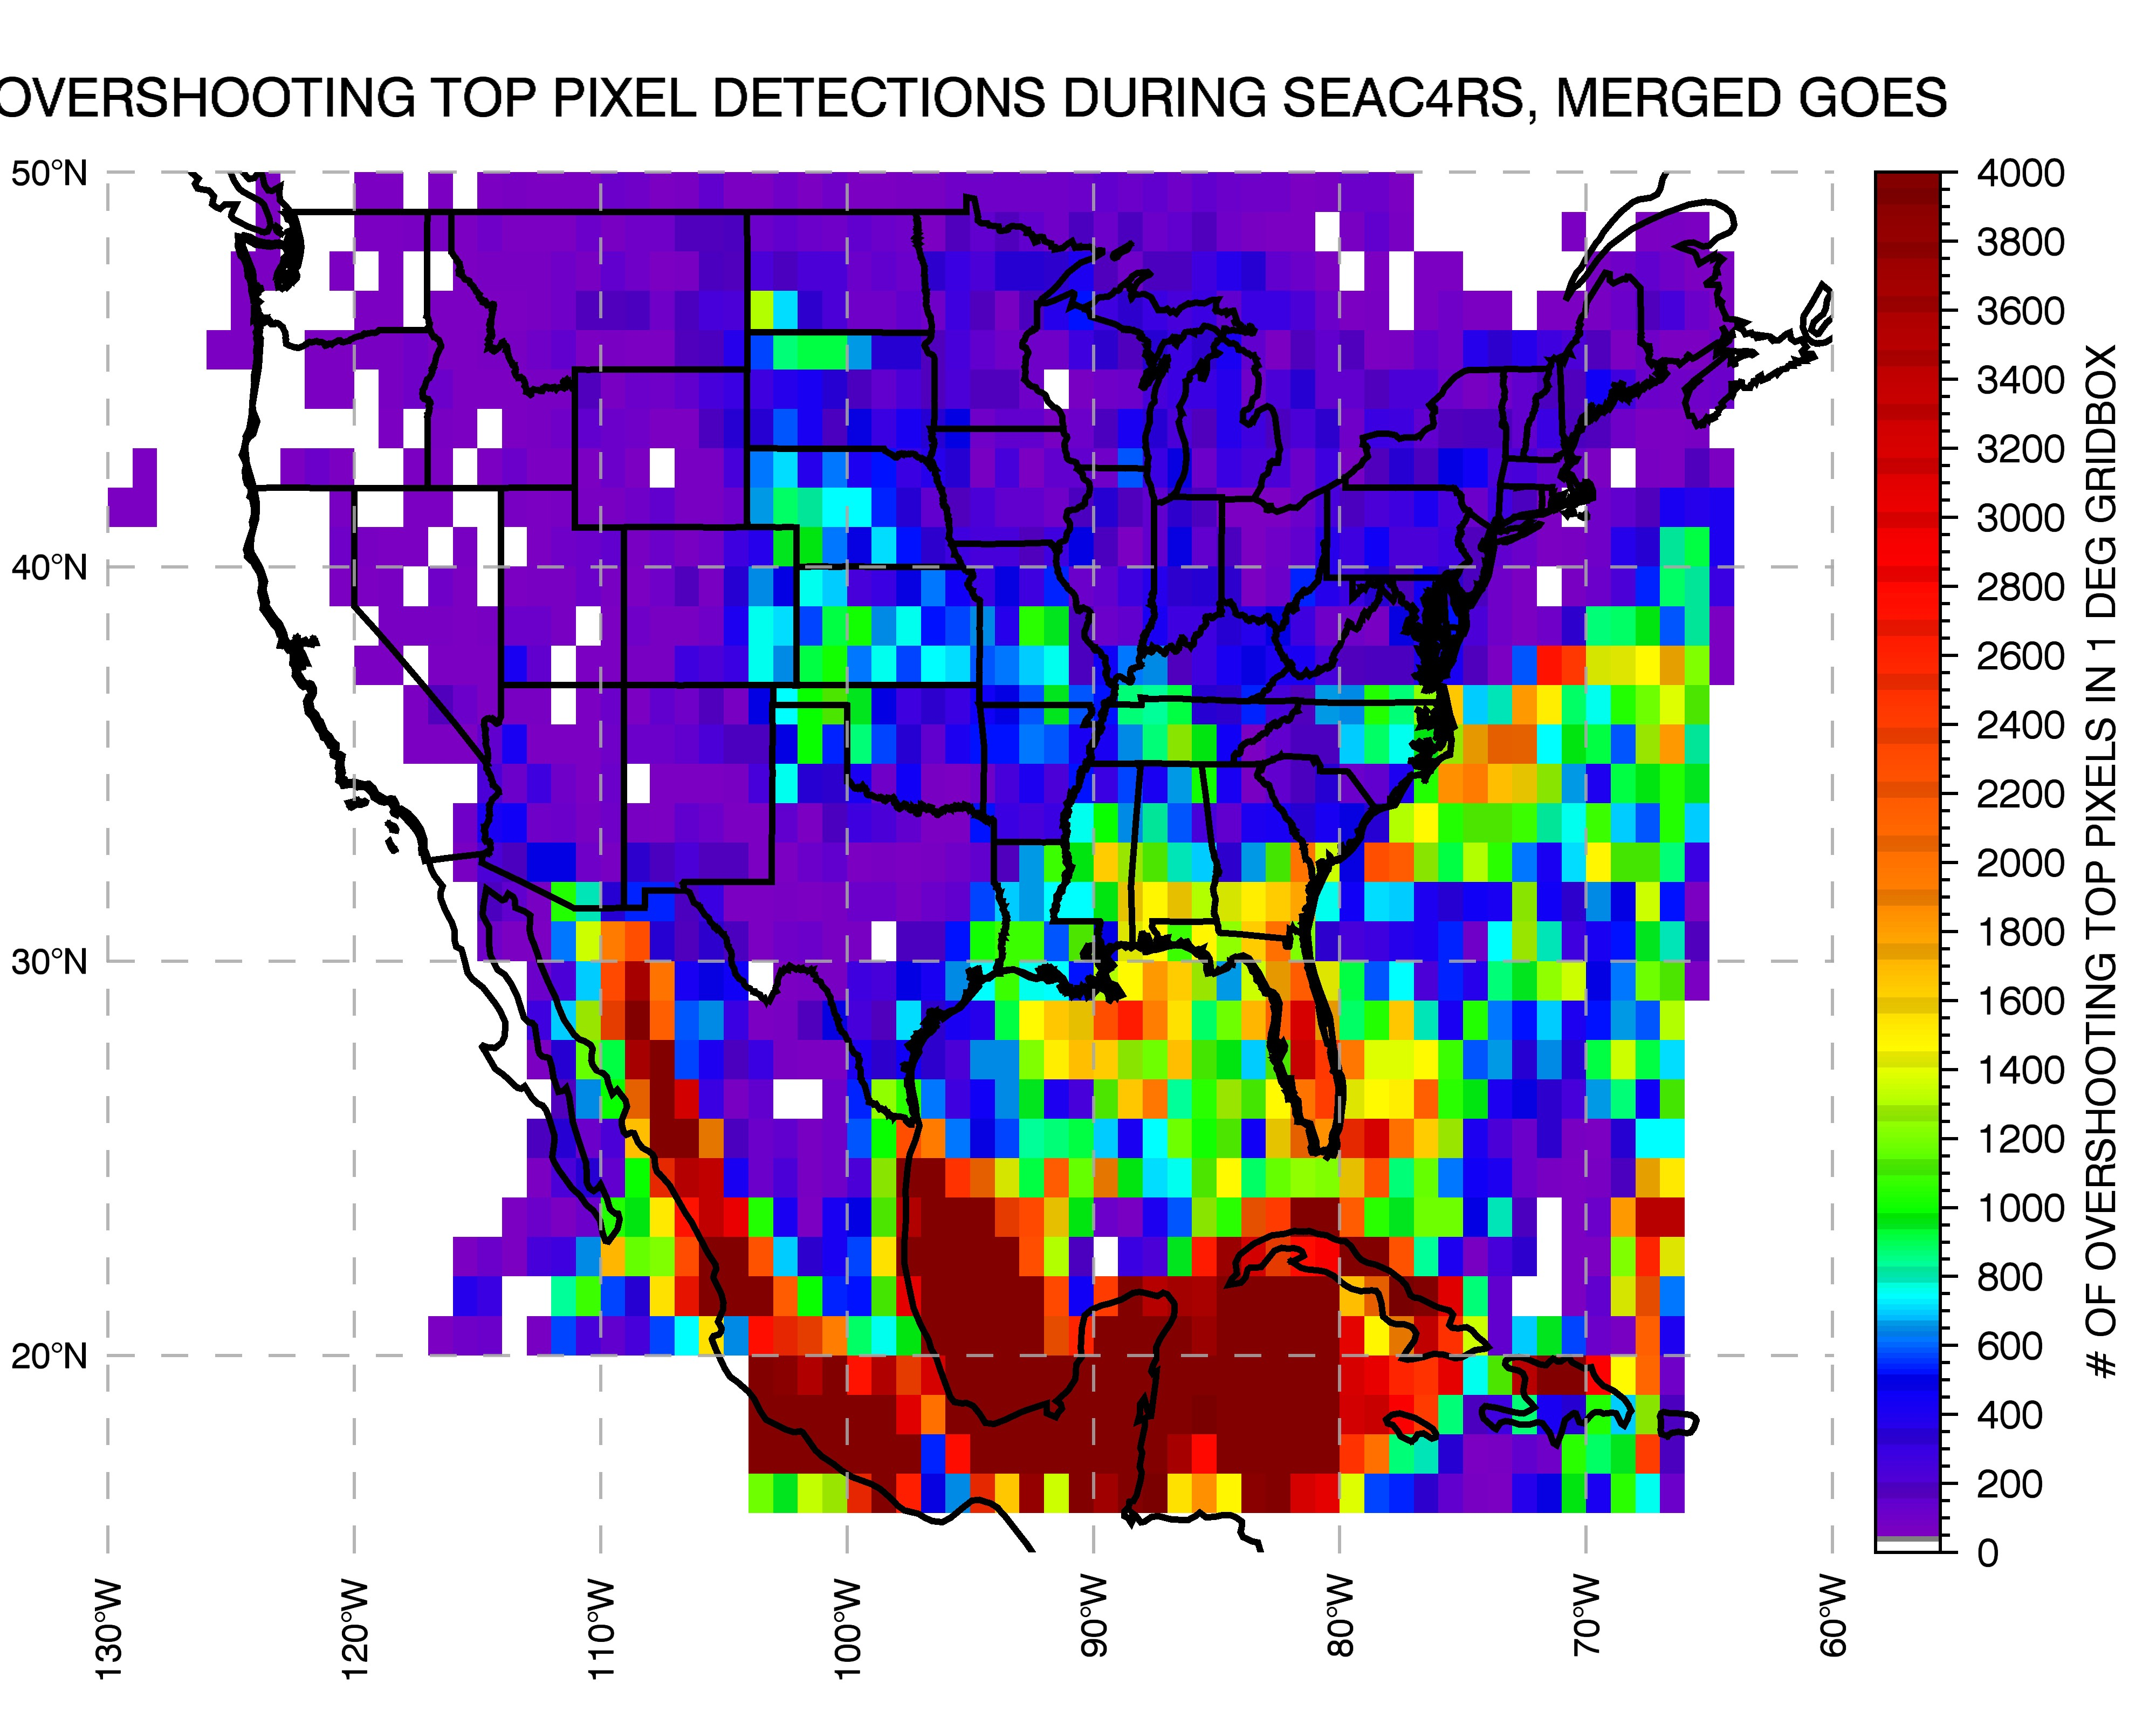 OVERSHOOTING TOP PIXEL DETECTIONS DURING SEAC4RS, MERGED GOES
50°N
40°N
30°N
20°N
130°W
120°W
110°W
100°W
90°W
80°W
70°W
60°W
4000
3800
3600
3400
3200
3000
2800
2600
2400
2200
2000
1800
1600
1400
1200
1000
800
600
400
200
0
# OF OVERSHOOTING TOP PIXELS IN 1 DEG GRIDBOX